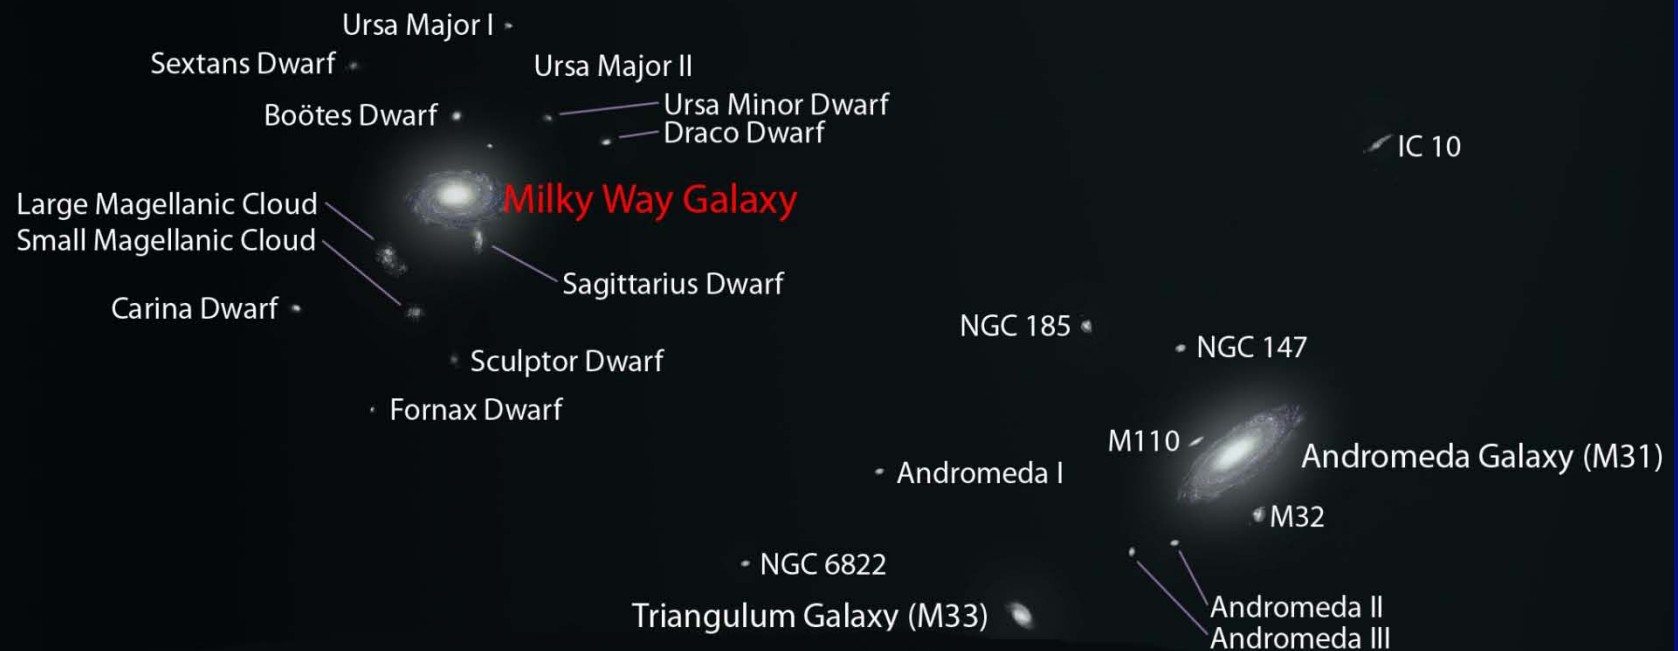 Ursa Major I
Sextans Dwarf
Ursa Major II
Boötes Dwarf
Ursa Minor Dwarf
Draco Dwarf
IC 10
Milky Way Galaxy
Large Magellanic Cloud
Small Magellanic Cloud
Sagittarius Dwarf
Carina Dwarf
NGC 185
NGC 147
Sculptor Dwarf
Fornax Dwarf
M110
Andromeda Galaxy (M31)
Andromeda I
M32
NGC 6822
Triangulum Galaxy (M33)
Andromeda II
Andromeda III